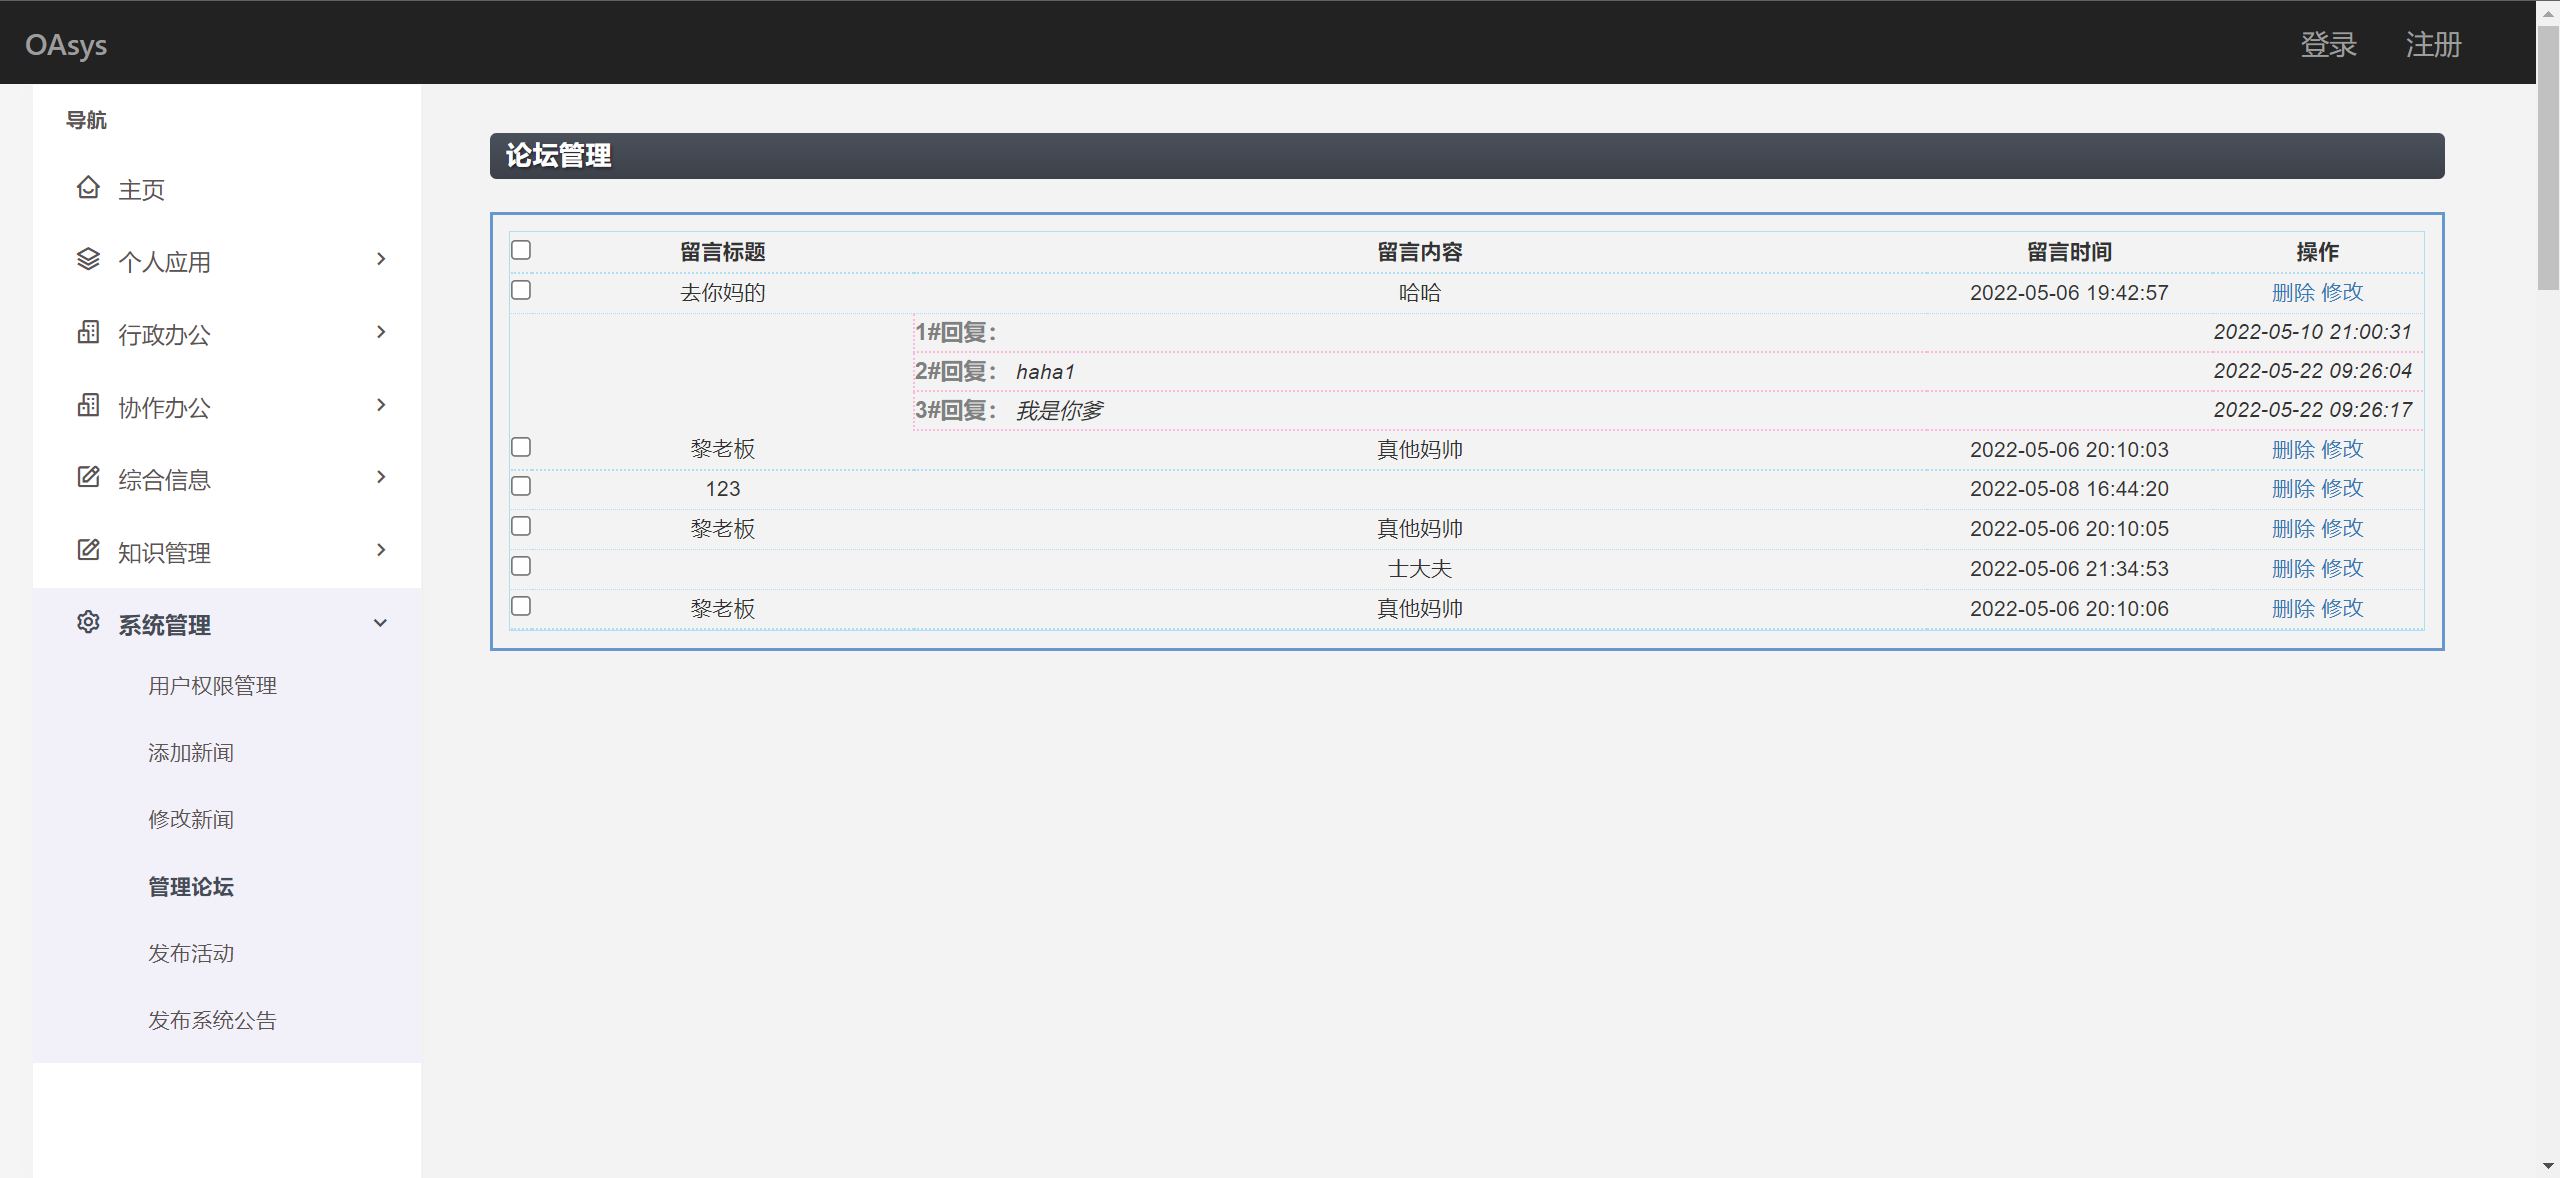 OAsys
登录 注册
导航
主页
个人应用
行政办公
协作办公
综合信息
知识管理
系统管理
用户权限管理
添加新闻
修改新闻
管理论坛
发布活动
发布系统公告
论坛管理
留言标题 留言内容 留言时间 操作
去你妈的 哈哈 2022-05-06 19:42:57 删除 修改
1#回复： 2022-05-10 21:00:31
2#回复： haha1 2022-05-22 09:26:04
3#回复： 我是你爹 2022-05-22 09:26:17
黎老板 真他妈帅 2022-05-06 20:10:03 删除 修改
123 2022-05-08 16:44:20 删除 修改
黎老板 真他妈帅 2022-05-06 20:10:05 删除 修改
士大夫 2022-05-06 21:34:53 删除 修改
黎老板 真他妈帅 2022-05-06 20:10:06 删除 修改